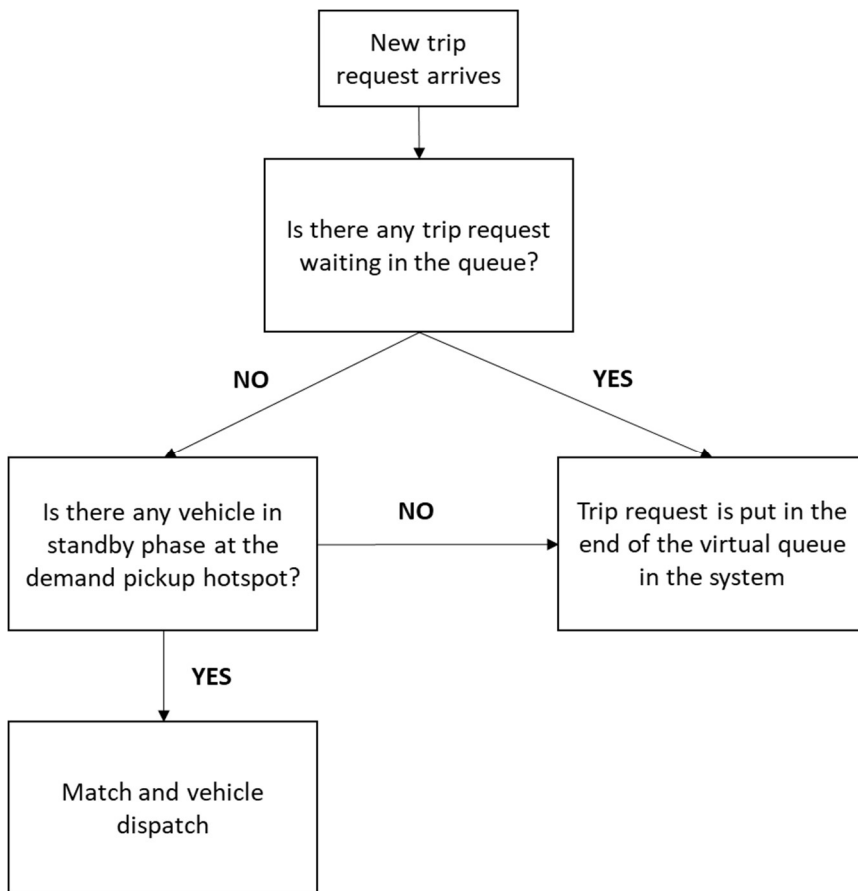 New trip
request arrives
Is there any trip request
waiting in the queue?
NO
YES
Is there any vehicle in
standby phase at the
demand pickup hotspot?
NO
Trip request is put in the
end of the virtual queue
in the system
YES
Match and vehicle
dispatch